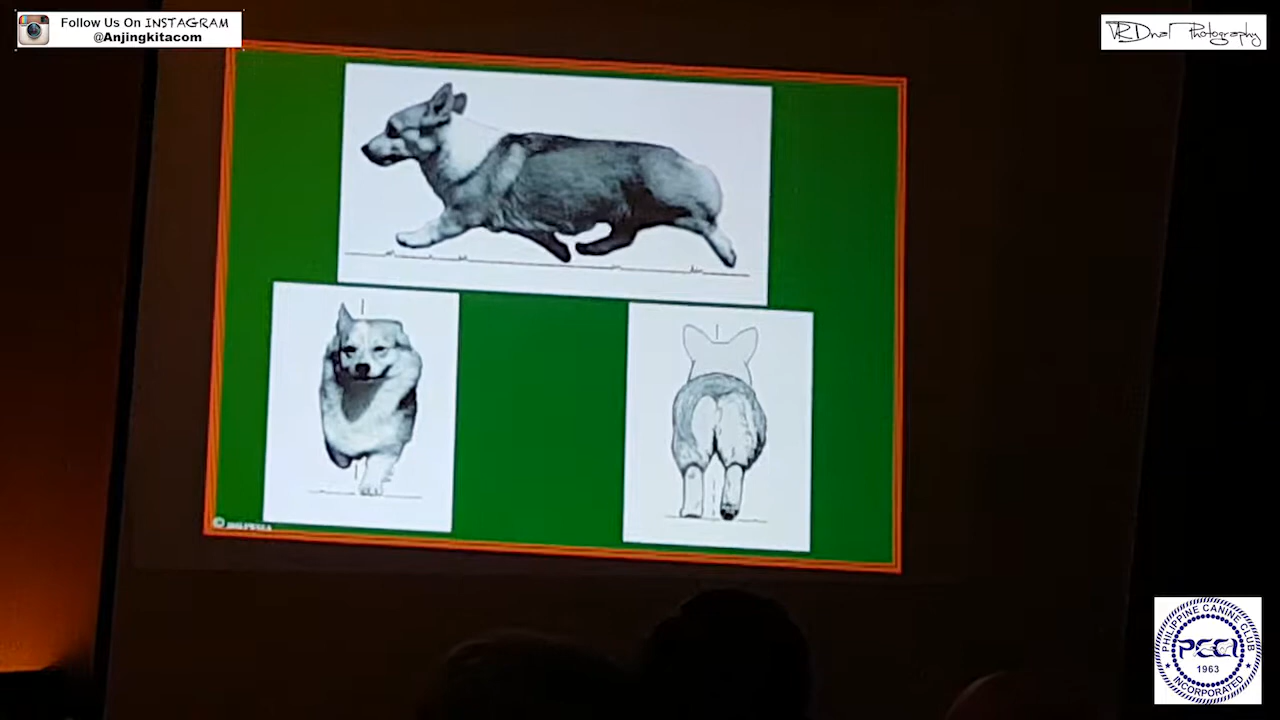 Follow Us On INSTAGRAM
@Anjingkitacom
VRDnal Photography
PHILIPPINE CANINE CLUB
PCCI
1963
INCORPORATED